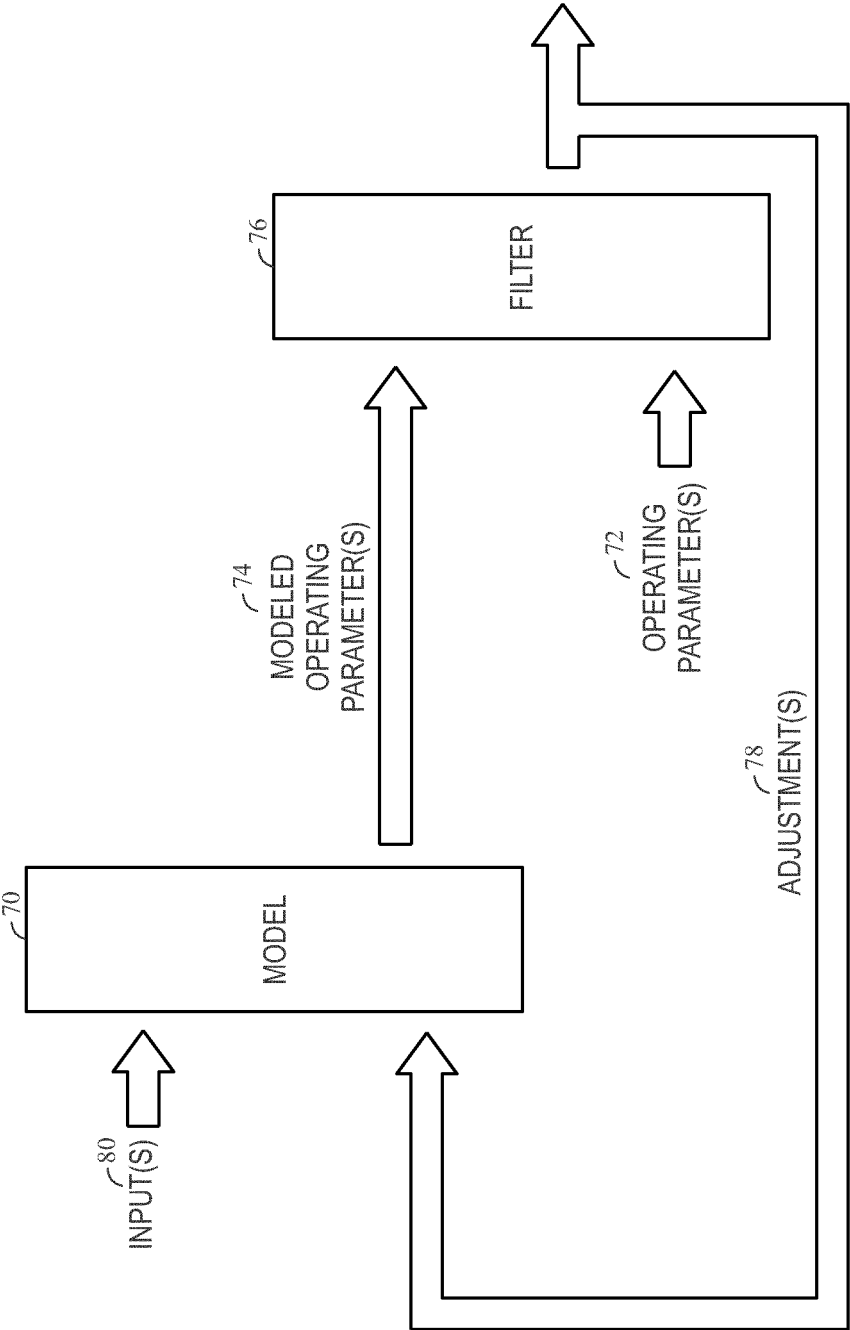 80
INPUT(S)
70
MODEL
74
MODELED
OPERATING
PARAMETER(S)
72
OPERATING
PARAMETER(S)
76
FILTER
78
ADJUSTMENT(S)